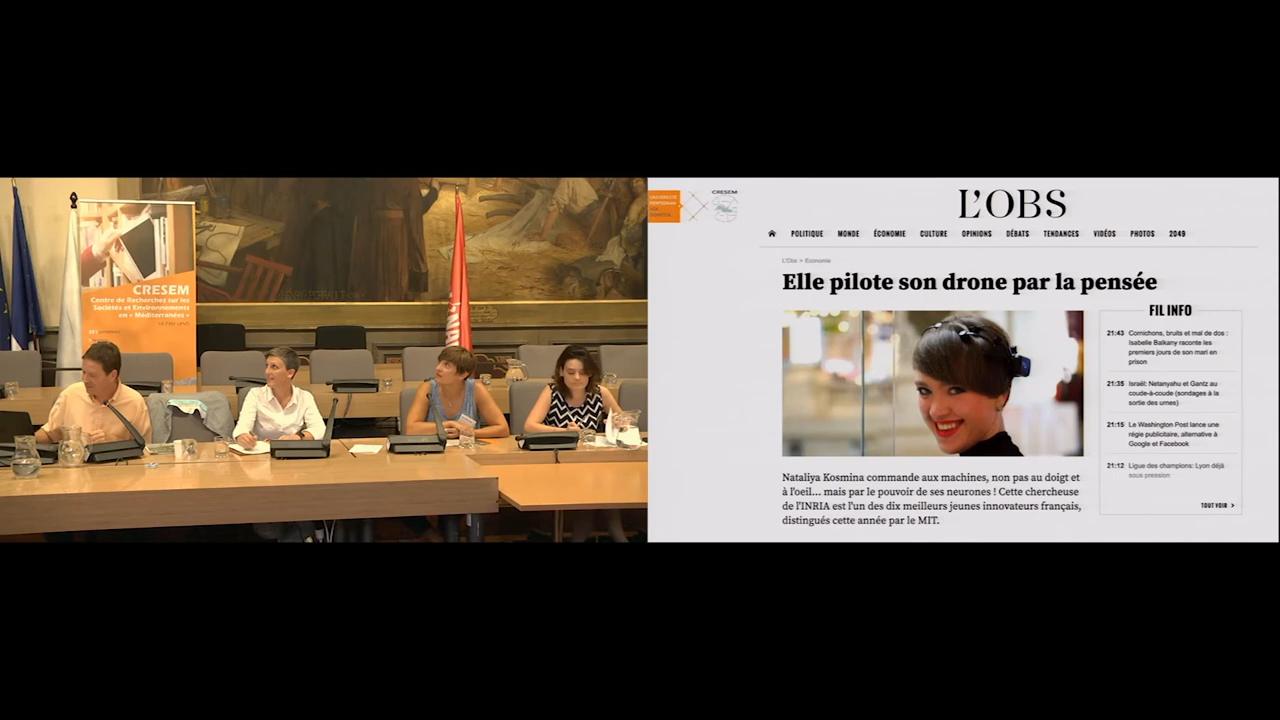 CRESEM
Centre de Recherches sur les
Sociétés et Environnements
en « Méditerranées »
UNIVERSITÉ
PERPIGNAN
VIA
DOMITIA
CRESEM
L'OBS
POLITIQUE MONDE ÉCONOMIE CULTURE OPINIONS DÉBATS TENDANCES VIDÉOS PHOTOS 2049
L'Obs > Economie
Elle pilote son drone par la pensée
FIL INFO
21:43 Cornichons, bruits et mal de dos :
Isabelle Balkany raconte les
premiers jours de son mari en
prison
21:35 Israël: Netanyahu et Gantz au
coude-à-coude (sondages à la
sortie des urnes)
21:15 Le Washington Post lance une
régie publicitaire, alternative à
Google et Facebook
21:12 Ligue des champions: Lyon déjà
sous pression
TOUT VOIR >
Nataliya Kosmina commande aux machines, non pas au doigt et
à l'oeil... mais par le pouvoir de ses neurones ! Cette chercheuse
de l'INRIA est l'un des dix meilleurs jeunes innovateurs français,
distingués cette année par le MIT.